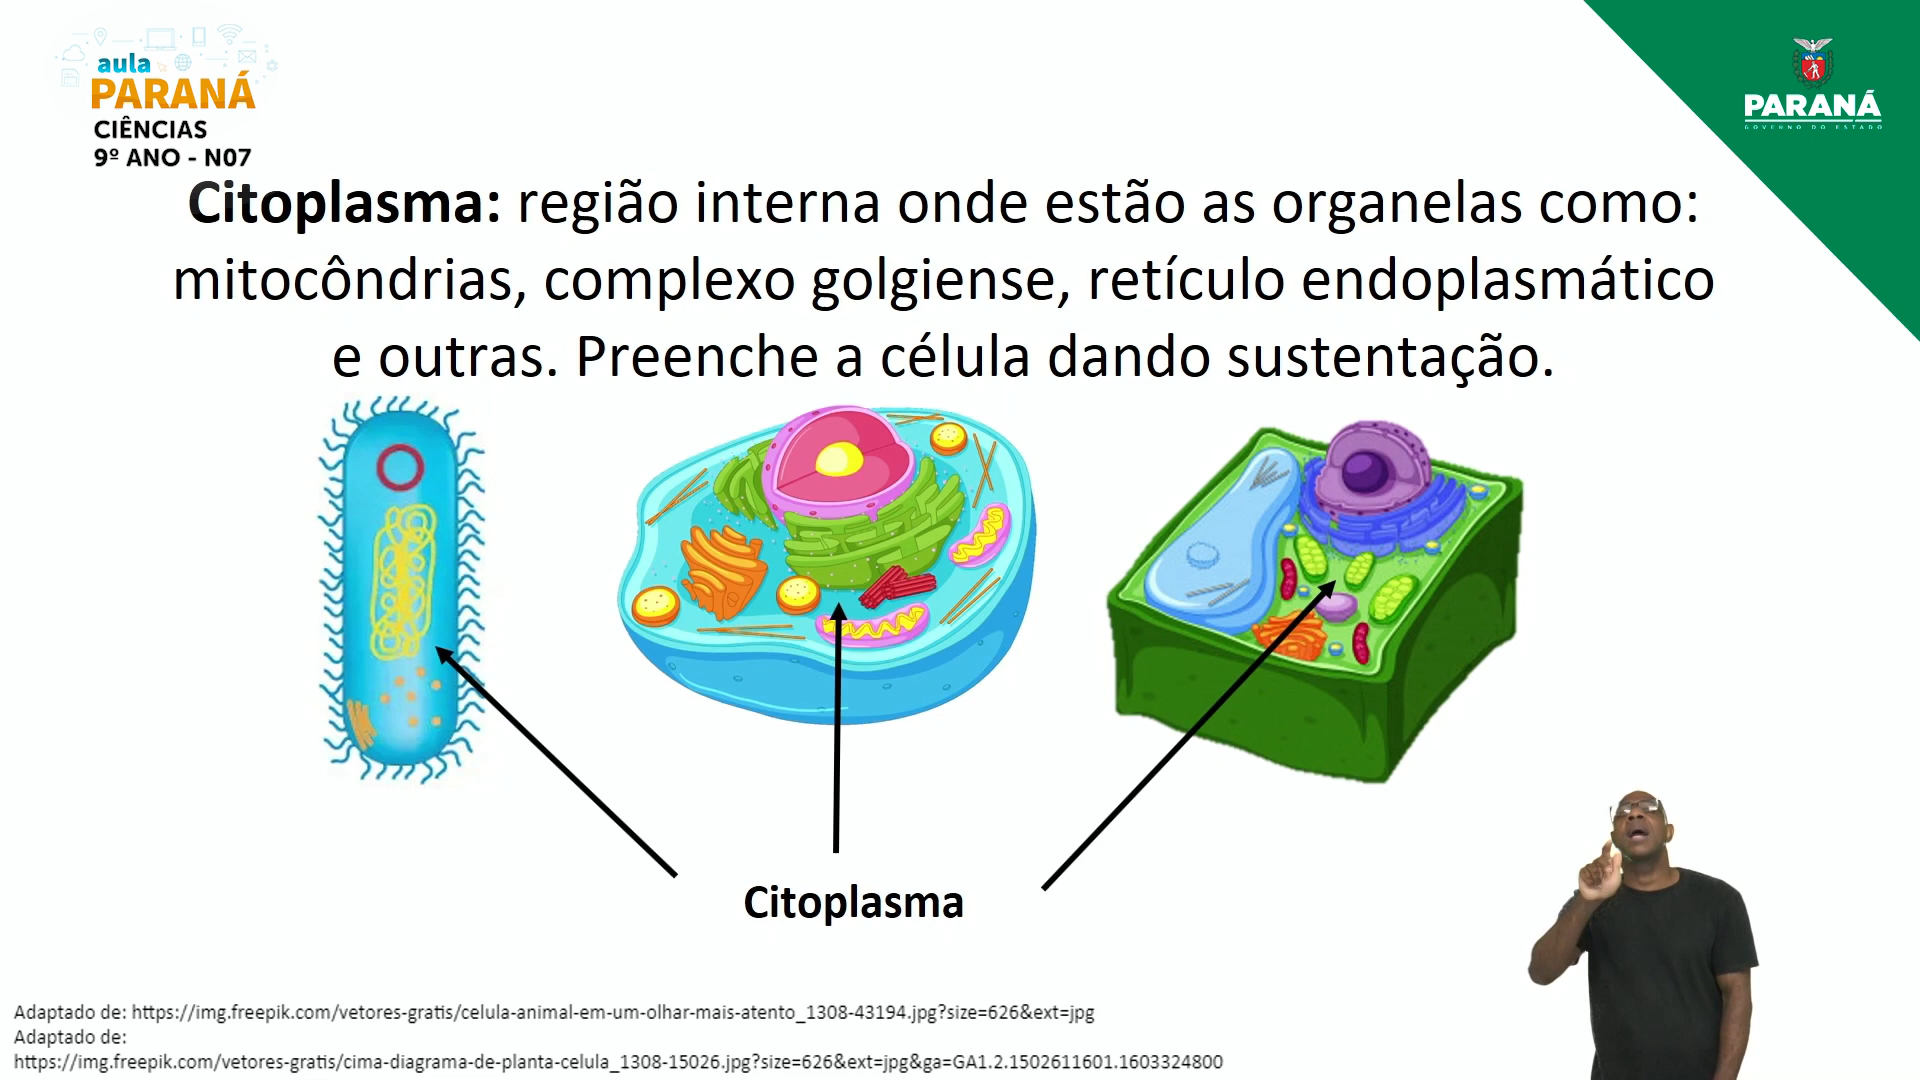 aula
PARANÁ
CIÊNCIAS
9º ANO - N07
PARANÁ
GOVERNO DO ESTADO
Citoplasma: região interna onde estão as organelas como:
mitocôndrias, complexo golgiense, retículo endoplasmático
e outras. Preenche a célula dando sustentação.
Citoplasma
Adaptado de: https://img.freepik.com/vetores-gratis/celula-animal-em-um-olhar-mais-atento_1308-43194.jpg?size=626&ext=jpg
Adaptado de:
https://img.freepik.com/vetores-gratis/cima-diagrama-de-planta-celula_1308-15026.jpg?size=626&ext=jpg&ga=GA1.2.1502611601.1603324800